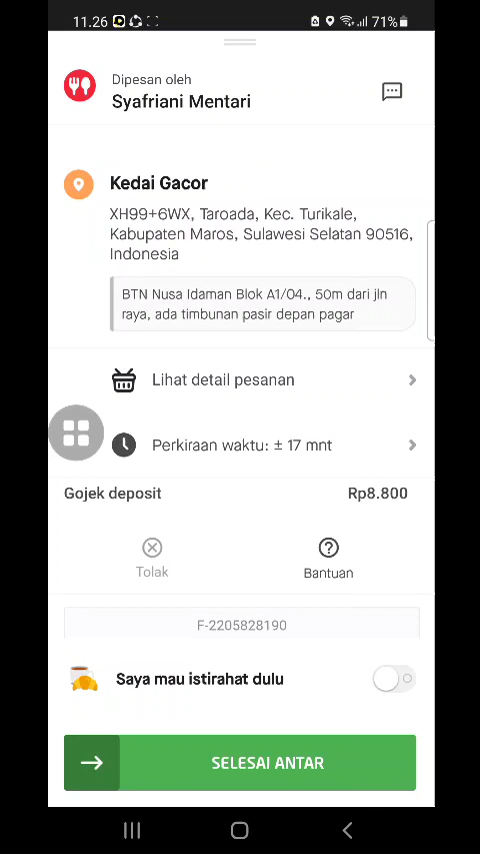 11.26
71%
Dipesan oleh
Syafriani Mentari
Kedai Gacor
XH99+6WX, Taroada, Kec. Turikale,
Kabupaten Maros, Sulawesi Selatan 90516,
Indonesia
BTN Nusa Idaman Blok A1/04., 50m dari jln
raya, ada timbunan pasir depan pagar
Lihat detail pesanan
Perkiraan waktu: ± 17 mnt
Gojek deposit Rp8.800
Tolak Bantuan
F-2205828190
Saya mau istirahat dulu
SELESAI ANTAR